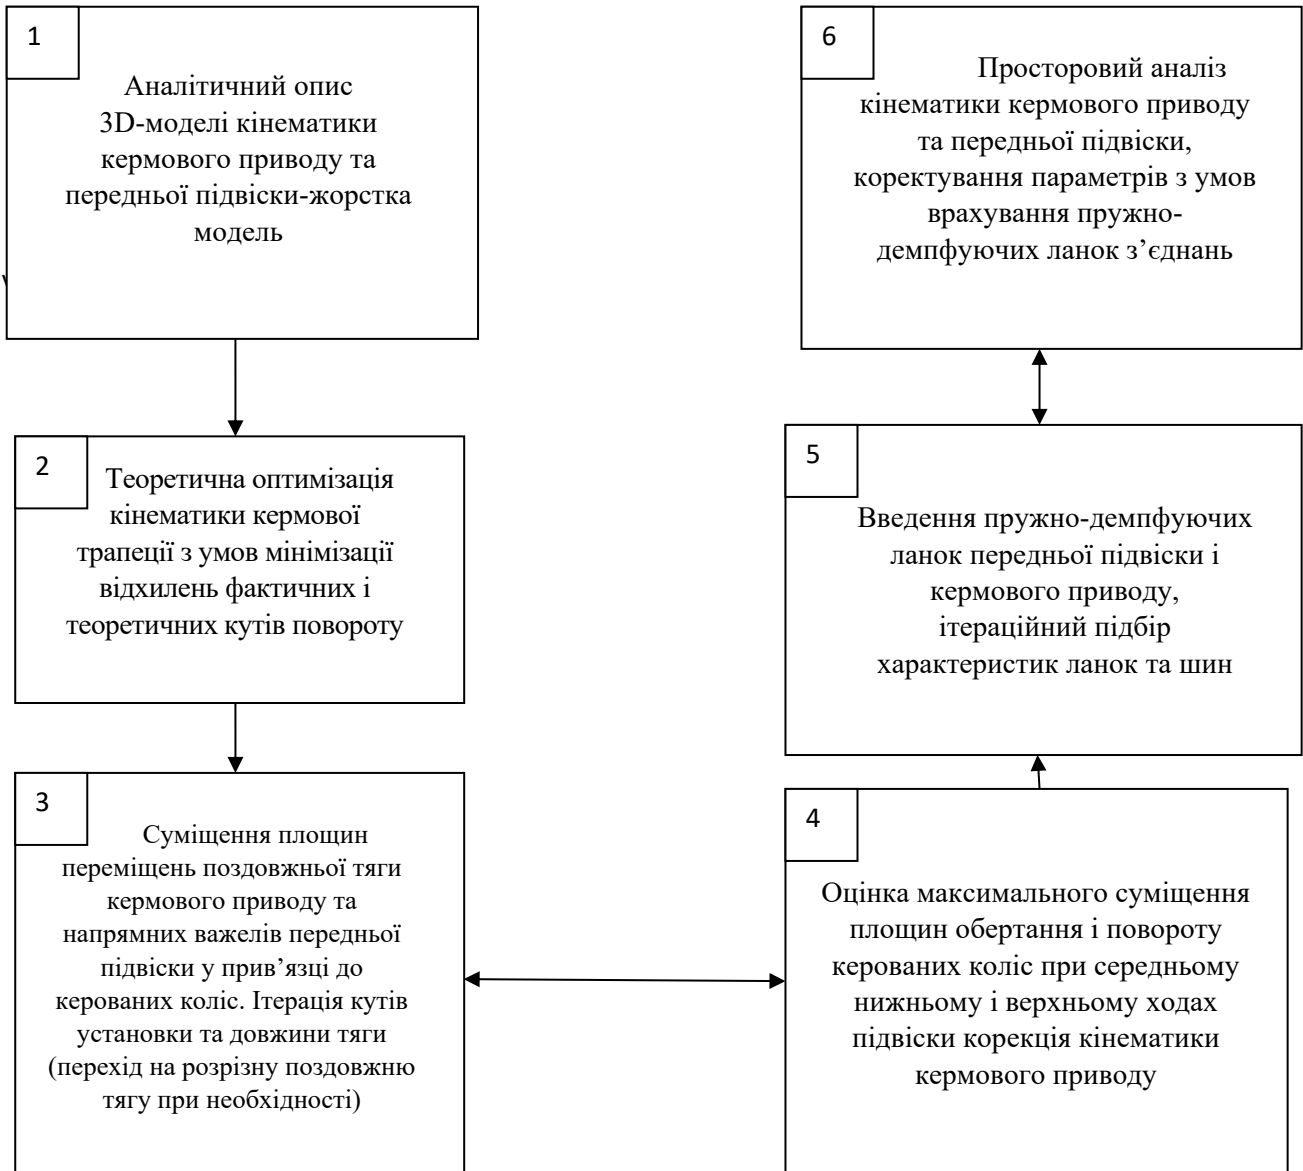 1
Аналітичний опис
3D-моделі кінематики
кермового приводу та
передньої підвіски-жорстка
модель
2
Теоретична оптимізація
кінематики кермової
трапеції з умов мінімізації
відхилень фактичних і
теоретичних кутів повороту
3
Суміщення площин
переміщень поздовжньої тяги
кермового приводу та
напрямних важелів передньої
підвіски у прив’язці до
керованих коліс. Ітерація кутів
установки та довжини тяги
(перехід на розрізну поздовжню
тягу при необхідності)
4
Оцінка максимального суміщення
площин обертання і повороту
керованих коліс при середньому
нижньому і верхньому ходах
підвіски корекція кінематики
кермового приводу
5
Введення пружно-демпфуючих
ланок передньої підвіски і
кермового приводу,
ітераційний підбір
характеристик ланок та шин
6
Просторовий аналіз
кінематики кермового приводу
та передньої підвіски,
коректування параметрів з умов
врахування пружно-
демпфуючих ланок з’єднань